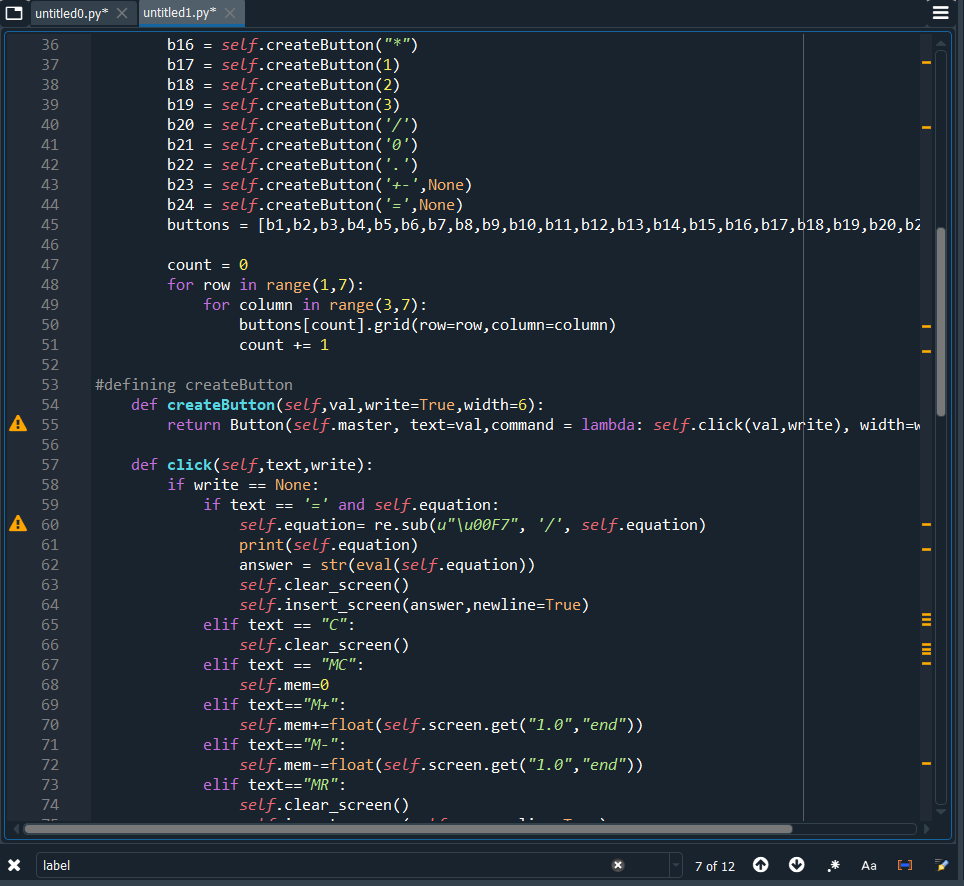 untitled0.py*
untitled1.py*
36 b16 = self.createButton("*")
37 b17 = self.createButton(1)
38 b18 = self.createButton(2)
39 b19 = self.createButton(3)
40 b20 = self.createButton('/')
41 b21 = self.createButton('0')
42 b22 = self.createButton('.')
43 b23 = self.createButton('+-',None)
44 b24 = self.createButton('=',None)
45 buttons = [b1,b2,b3,b4,b5,b6,b7,b8,b9,b10,b11,b12,b13,b14,b15,b16,b17,b18,b19,b20,b2
46
47 count = 0
48 for row in range(1,7):
49 for column in range(3,7):
50 buttons[count].grid(row=row,column=column)
51 count += 1
52
53 #defining createButton
54 def createButton(self,val,write=True,width=6):
55 return Button(self.master, text=val,command = lambda: self.click(val,write), width=w
56
57 def click(self,text,write):
58 if write == None:
59 if text == '=' and self.equation:
60 self.equation= re.sub(u"\u00F7", '/', self.equation)
61 print(self.equation)
62 answer = str(eval(self.equation))
63 self.clear_screen()
64 self.insert_screen(answer,newline=True)
65 elif text == "C":
66 self.clear_screen()
67 elif text == "MC":
68 self.mem=0
69 elif text=="M+":
70 self.mem+=float(self.screen.get("1.0","end"))
71 elif text=="M-":
72 self.mem-=float(self.screen.get("1.0","end"))
73 elif text=="MR":
74 self.clear_screen()
label
7 of 12
.*
Aa